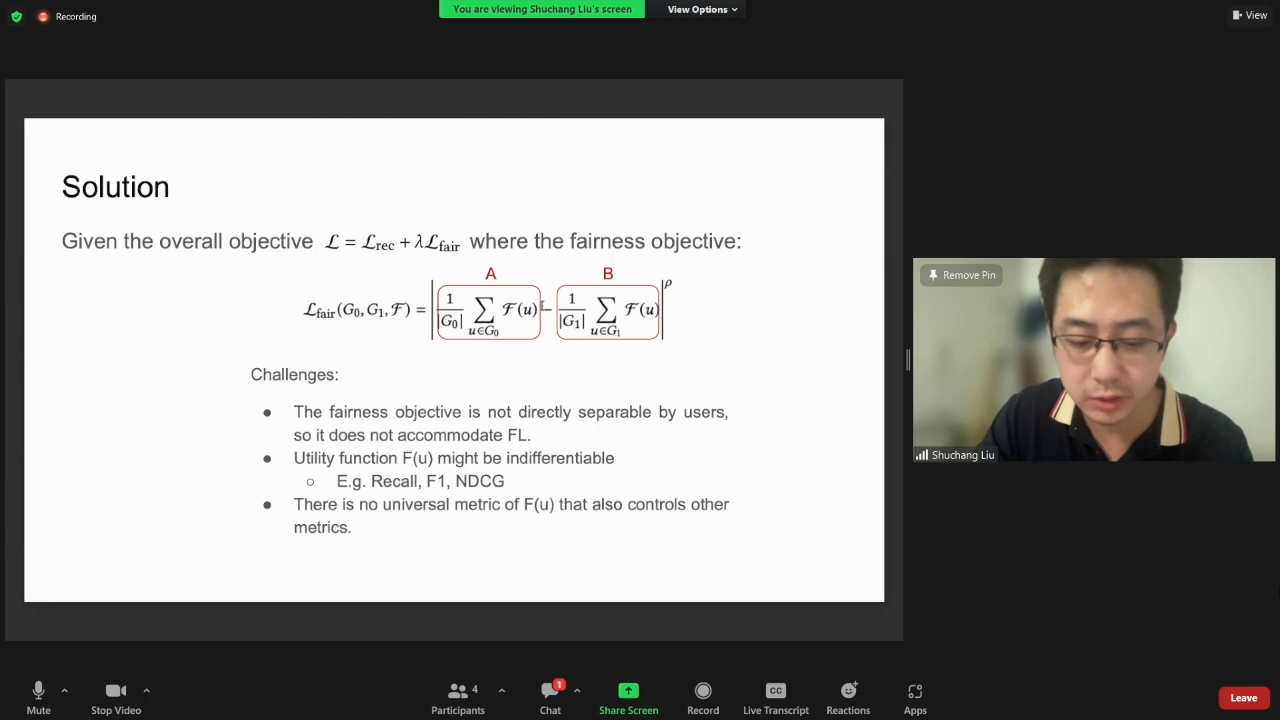 Recording
You are viewing Shuchang Liu's screen
View Options
View
Solution
Given the overall objective ℒ = ℒrec + λℒfair where the fairness objective:
A
B
ℒfair(G₀, G₁, ℱ) = | 1/|G₀| ∑u∈G₀ ℱ(u) − 1/|G₁| ∑u∈G₁ ℱ(u) |^ρ
Challenges:
● The fairness objective is not directly separable by users,
so it does not accommodate FL.
● Utility function F(u) might be indifferentiable
○ E.g. Recall, F1, NDCG
● There is no universal metric of F(u) that also controls other
metrics.
Remove Pin
Shuchang Liu
Mute
Stop Video
Participants
4
Chat
1
Share Screen
Record
CC
Live Transcript
Reactions
Apps
Leave